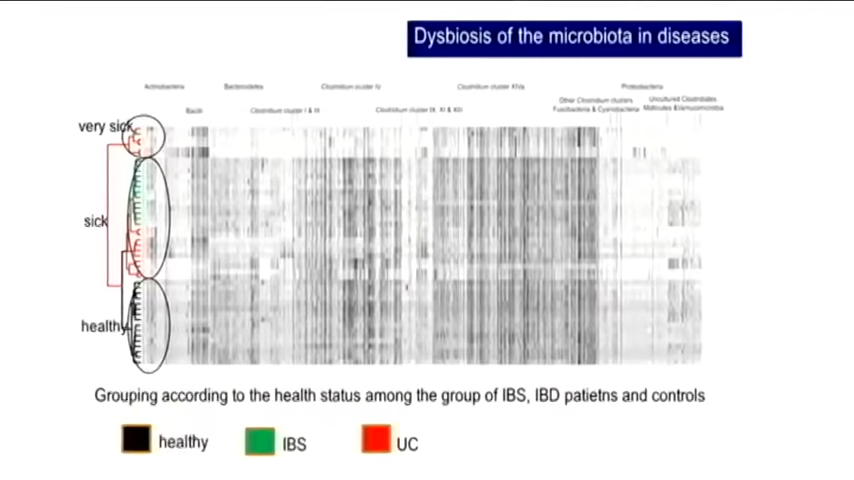 Dysbiosis of the microbiota in diseases
Actinobacteria Bacteroidetes Clostridium cluster IV Clostridium cluster XIVa Proteobacteria
Other Clostridium clusters Uncultured Clostridiales
Bacilli Clostridium cluster I & III Clostridium cluster IX, XI & XIII Fusobacteria & Cyanobacteria Mollicutes &Verrucomicrobia
very sick
sick
healthy
Grouping according to the health status among the group of IBS, IBD patietns and controls
healthy IBS UC